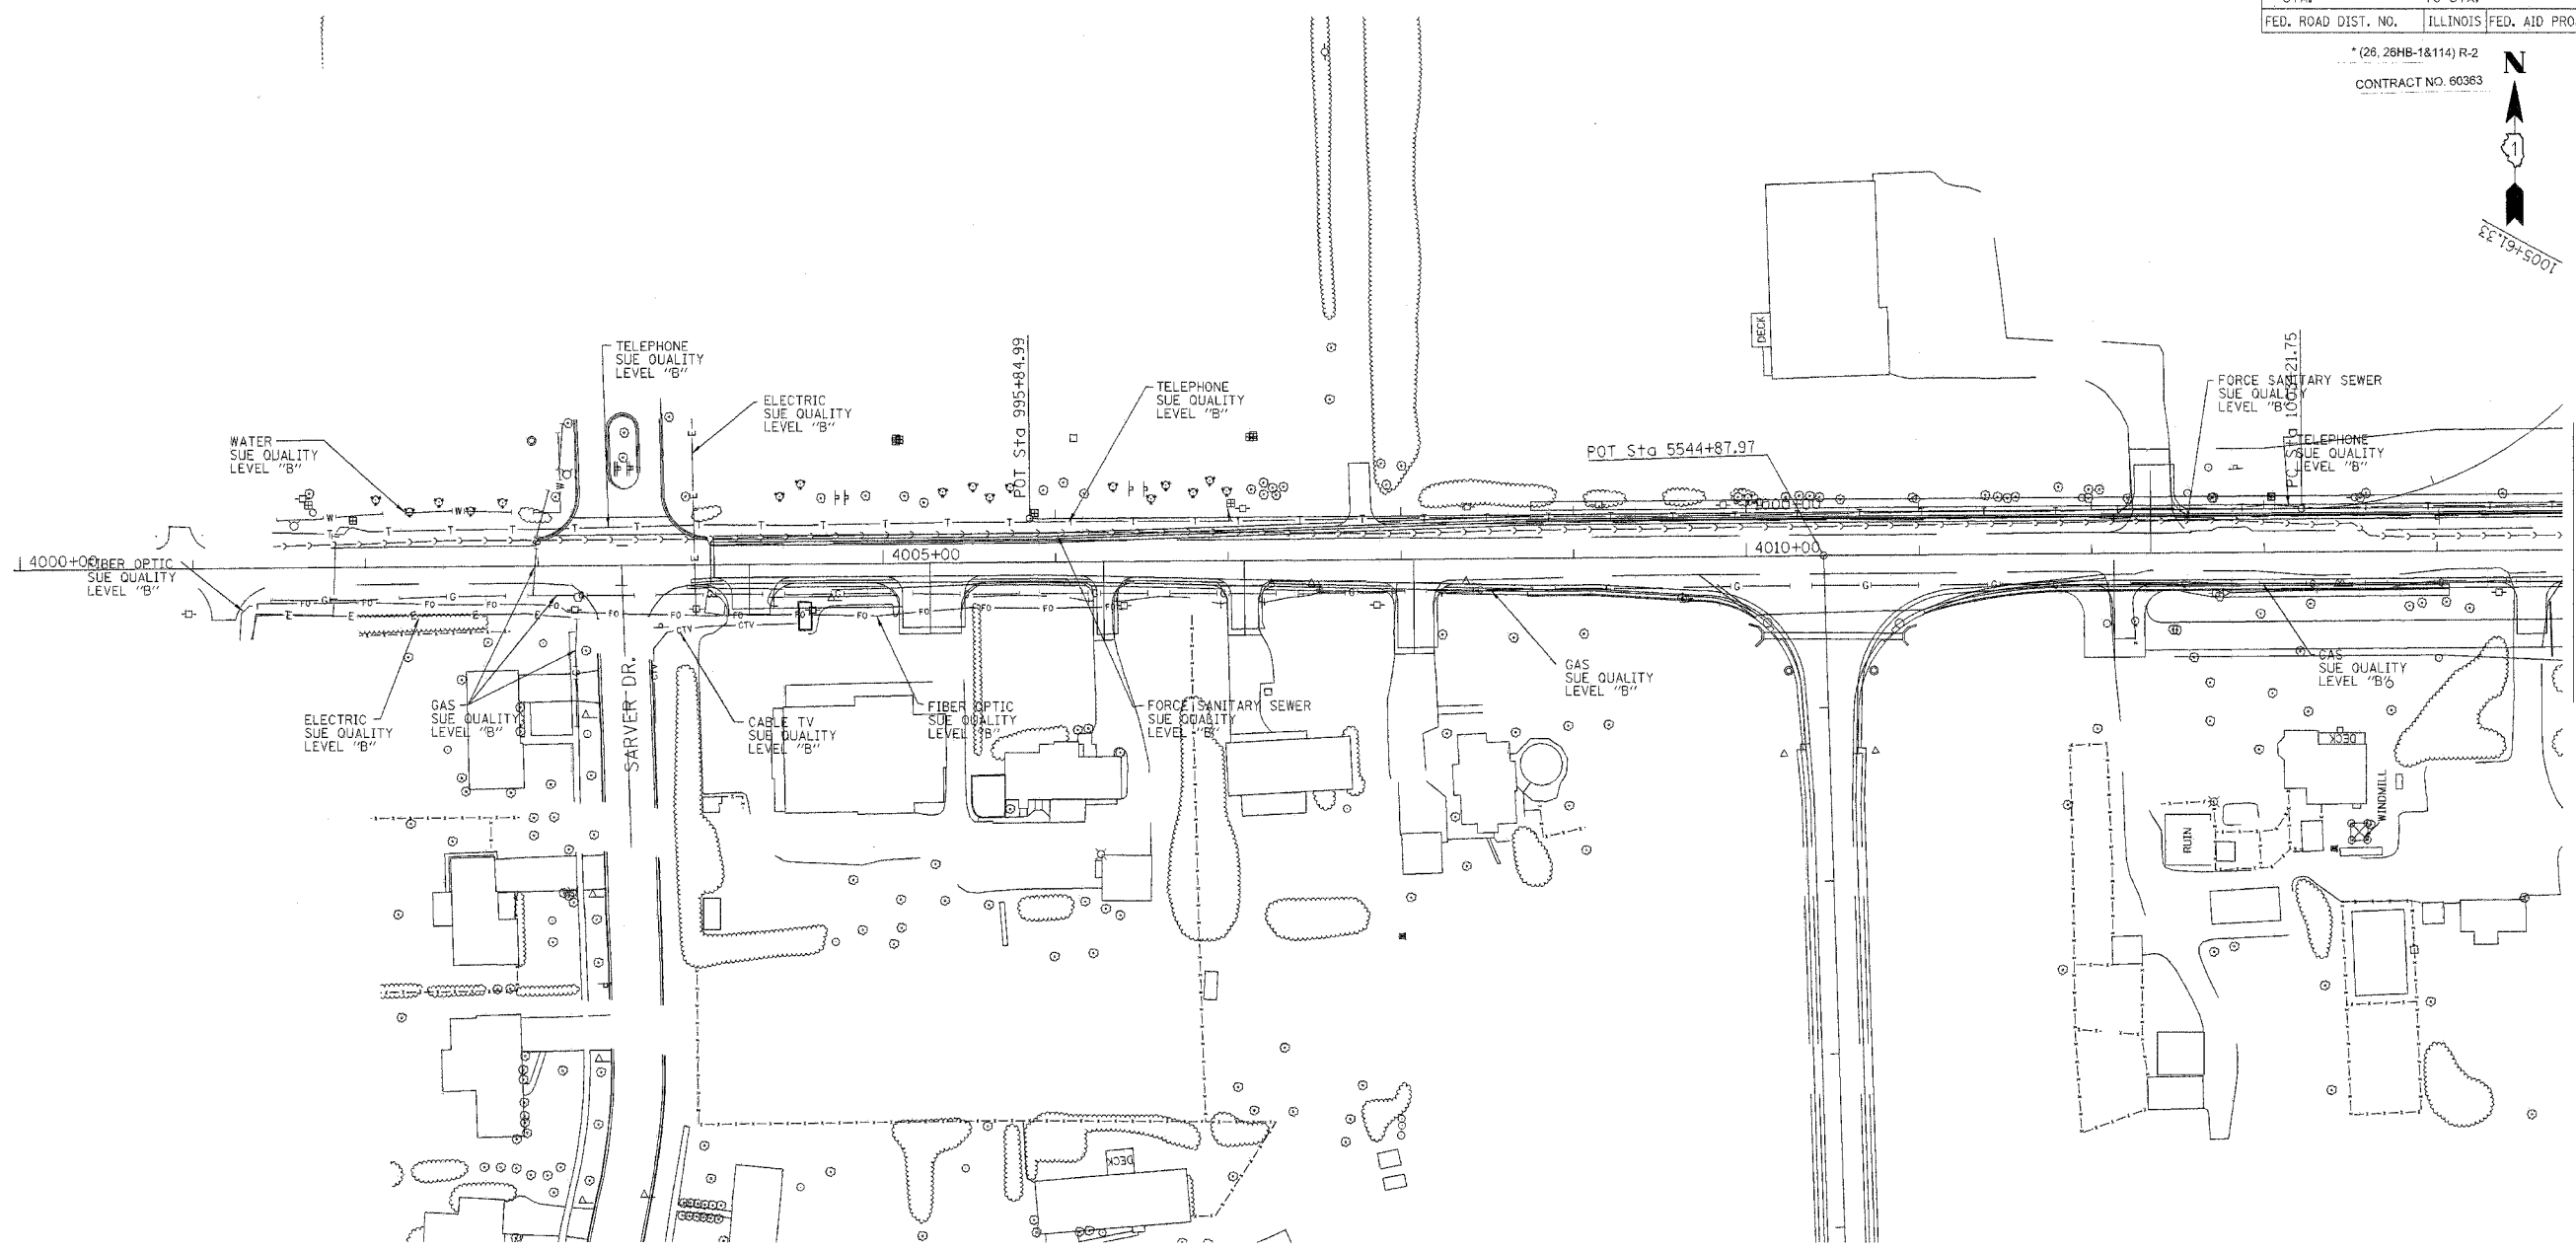 FED. ROAD DIST. NO. ILLINOIS FED. AID PRO
* (26, 26HB-1&114) R-2
CONTRACT NO. 60363
N
1
1005+61.33
TELEPHONE
SUE QUALITY
LEVEL "B"
ELECTRIC
SUE QUALITY
LEVEL "B"
POT Sta 995+84.99
TELEPHONE
SUE QUALITY
LEVEL "B"
DECK
FORCE SANITARY SEWER
SUE QUALITY
LEVEL "B"
TELEPHONE
SUE QUALITY
LEVEL "B"
WATER
SUE QUALITY
LEVEL "B"
POT Sta 5544+87.97
4000+00
4005+00
4010+00
FIBER OPTIC
SUE QUALITY
LEVEL "B"
ELECTRIC
SUE QUALITY
LEVEL "B"
GAS
SUE QUALITY
LEVEL "B"
SARVER DR.
CABLE TV
SUE QUALITY
LEVEL "B"
FIBER OPTIC
SUE QUALITY
LEVEL "B"
FORCE SANITARY SEWER
SUE QUALITY
LEVEL "B"
GAS
SUE QUALITY
LEVEL "B"
GAS
SUE QUALITY
LEVEL "B"
DECK
WINDMILL
RUIN
DECK